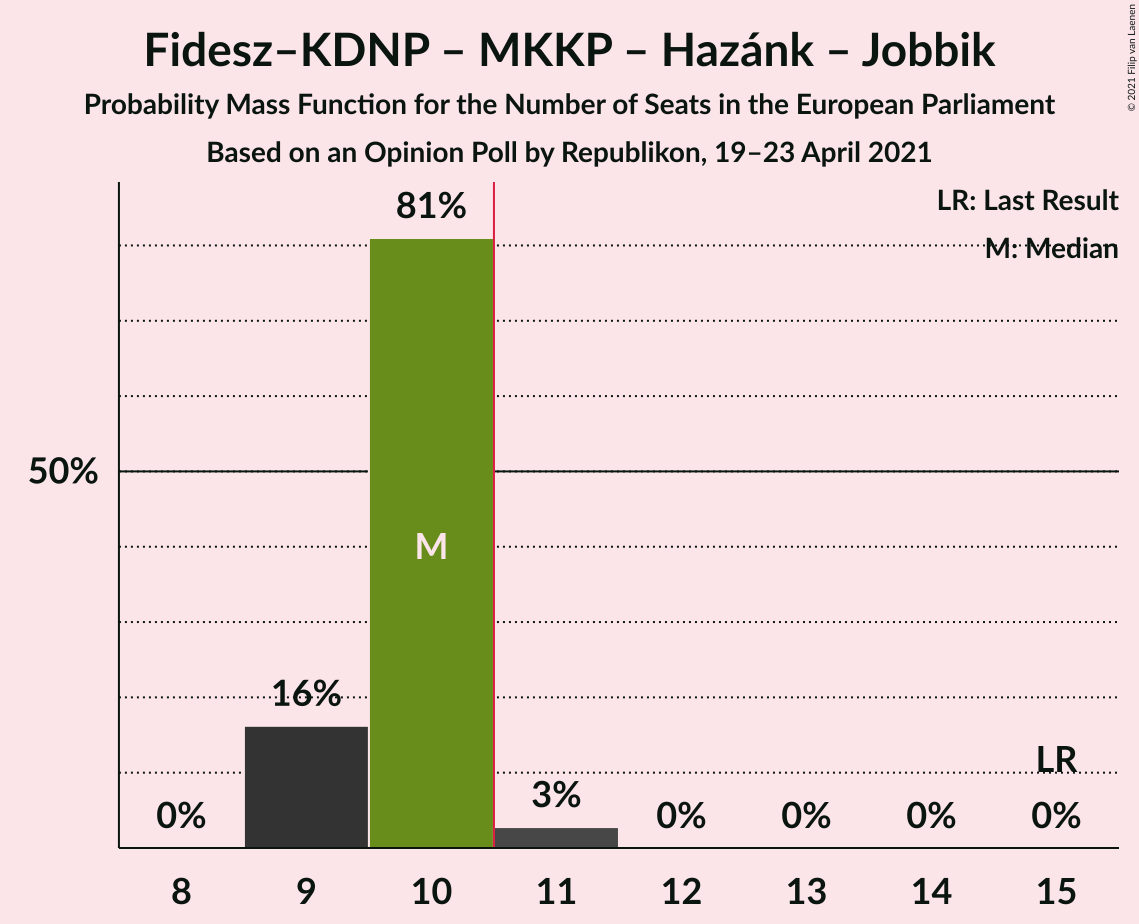 Fidesz–KDNP – MKKP – Hazánk – Jobbik
Probability Mass Function for the Number of Seats in the European Parliament
Based on an Opinion Poll by Republikon, 19–23 April 2021
© 2021 Filip van Laenen
LR: Last Result
M: Median
81%
50%
M
16%
LR
3%
0%
0%
0%
0%
0%
8 9 10 11 12 13 14 15